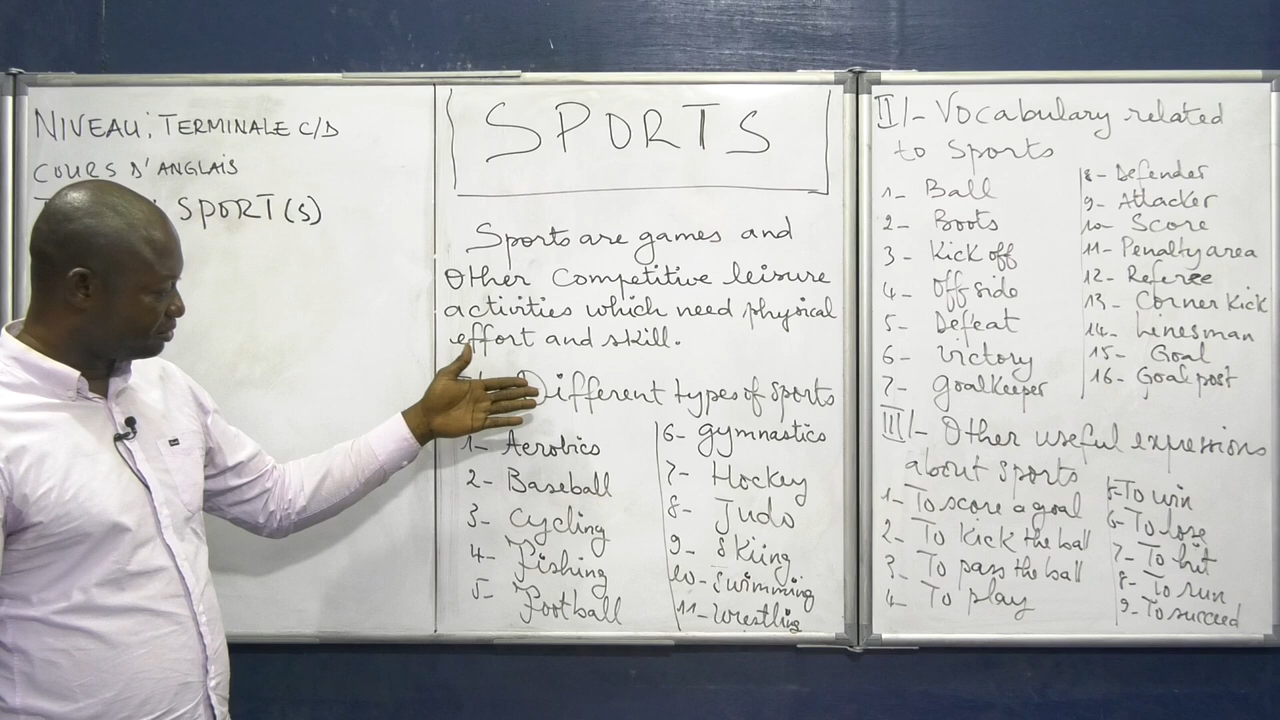 NIVEAU: TERMINALE C/D
COURS D'ANGLAIS
SPORT(S)
SPORTS
Sports are games and
Other Competitive leisure
activities which need physical
effort and skill.
Different types of sports
1- Aerobics
2- Baseball
3- Cycling
4- Fishing
5- Football
6- Gymnastics
7- Hockey
8- Judo
9- Skiing
10- Swimming
11- Wrestling
II/- Vocabulary related
to Sports
1- Ball
2- Boots
3- Kick off
4- Off side
5- Defeat
6- Victory
7- Goalkeeper
8- Defender
9- Attacker
10- Score
11- Penalty area
12- Referee
13- Corner Kick
14- Linesman
15- Goal
16- Goal post
III/- Other useful expressions
about sports
1- To score a goal
2- To Kick the ball
3- To pass the ball
4- To play
5- To win
6- To lose
7- To hit
8- To run
9- To succeed